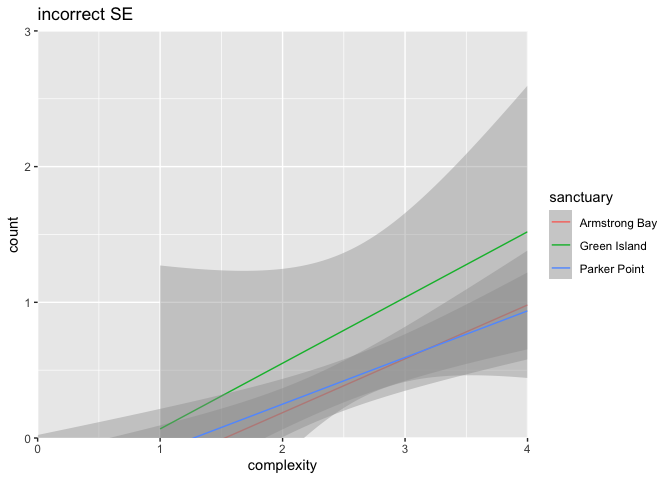 incorrect SE
3
2
1
0
count
0 1 2 3 4
complexity
sanctuary
Armstrong Bay
Green Island
Parker Point